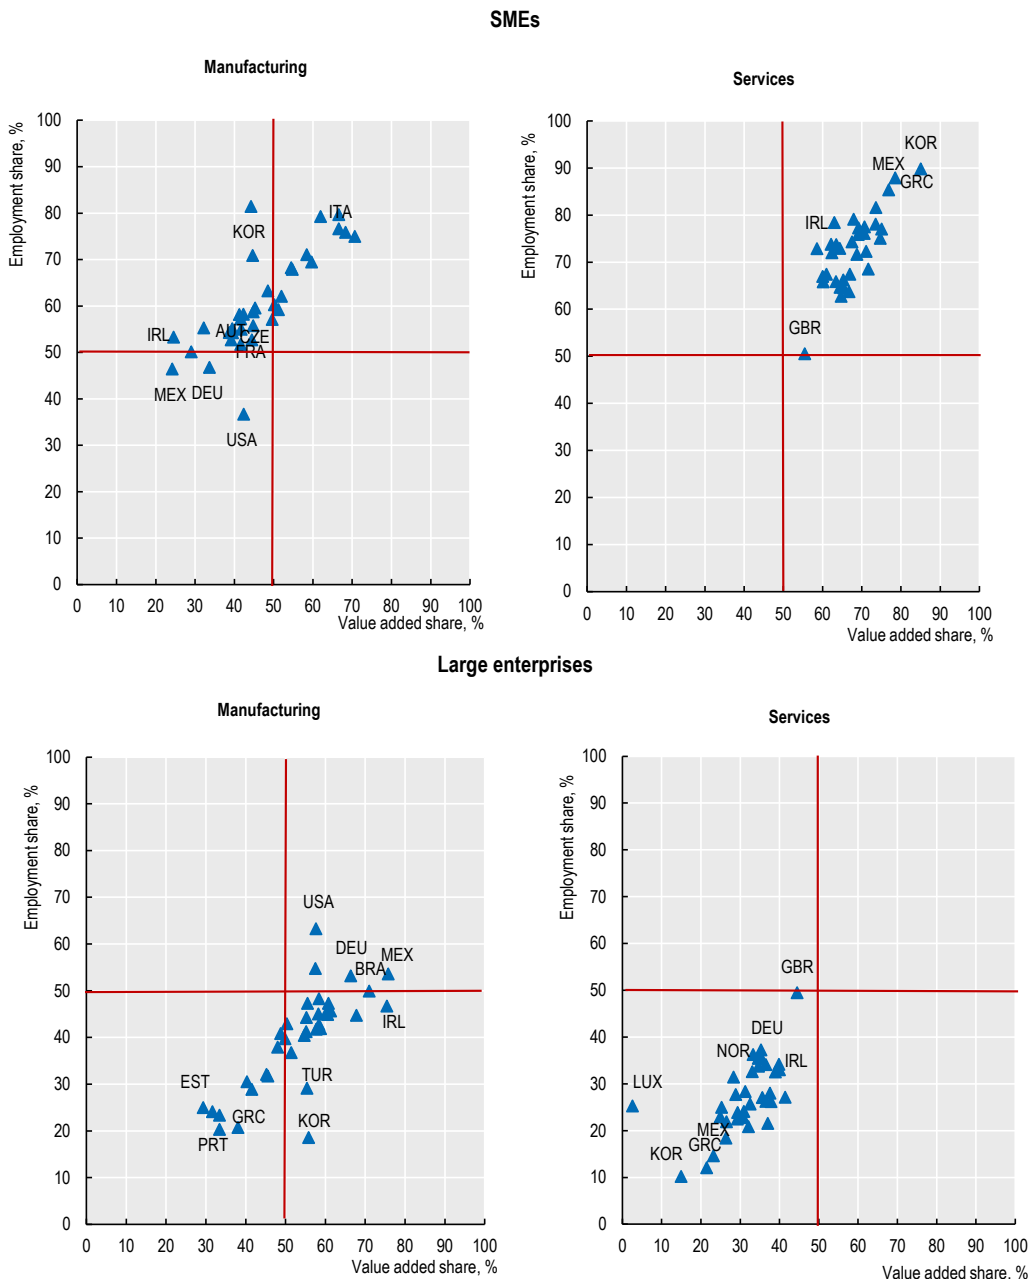 SMEs
Manufacturing
Employment share, %
100
90
80
70
60
50
40
30
20
10
0
ITA
KOR
IRL
AUT
CZE
FRA
MEX
DEU
USA
0 10 20 30 40 50 60 70 80 90 100
Value added share, %
Services
Employment share, %
100
90
80
70
60
50
40
30
20
10
0
KOR
MEX
GRC
IRL
GBR
0 10 20 30 40 50 60 70 80 90 100
Value added share, %
Large enterprises
Manufacturing
Employment share, %
100
90
80
70
60
50
40
30
20
10
0
USA
DEU
MEX
BRA
IRL
EST
TUR
GRC
KOR
PRT
0 10 20 30 40 50 60 70 80 90 100
Value added share, %
Services
Employment share, %
100
90
80
70
60
50
40
30
20
10
0
GBR
DEU
NOR
IRL
LUX
MEX
GRC
KOR
0 10 20 30 40 50 60 70 80 90 100
Value added share, %